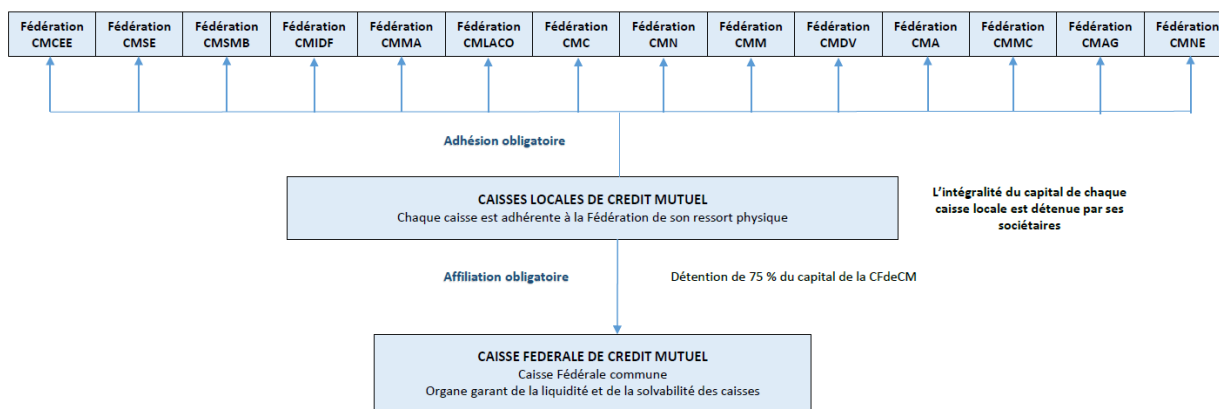 Fédération CMCEE
Fédération CMSE
Fédération CMSMB
Fédération CMIDF
Fédération CMMA
Fédération CMLACO
Fédération CMC
Fédération CMN
Fédération CMM
Fédération CMDV
Fédération CMA
Fédération CMMC
Fédération CMAG
Fédération CMNE
Adhésion obligatoire
CAISSES LOCALES DE CREDIT MUTUEL
Chaque caisse est adhérente à la Fédération de son ressort physique
L'intégralité du capital de chaque
caisse locale est détenue par ses
sociétaires
Affiliation obligatoire
Détention de 75 % du capital de la CFdeCM
CAISSE FEDERALE DE CREDIT MUTUEL
Caisse Fédérale commune
Organe garant de la liquidité et de la solvabilité des caisses